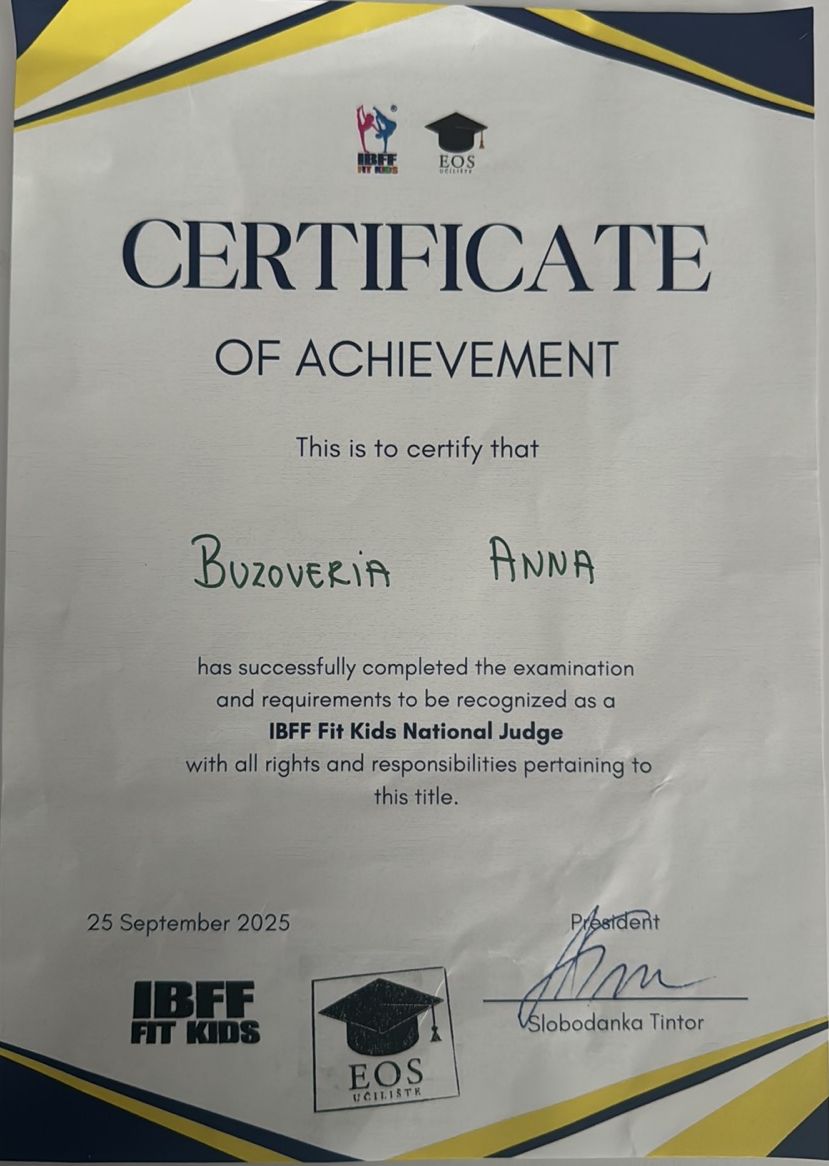 IBFF
FIT KIDS
EOS
UČILIŠTE
CERTIFICATE
OF ACHIEVEMENT
This is to certify that
BUZOVERIA ANNA
has successfully completed the examination
and requirements to be recognized as a
IBFF Fit Kids National Judge
with all rights and responsibilities pertaining to
this title.
25 September 2025
President
Slobodanka Tintor
IBFF
FIT KIDS
EOS
UČILIŠTE